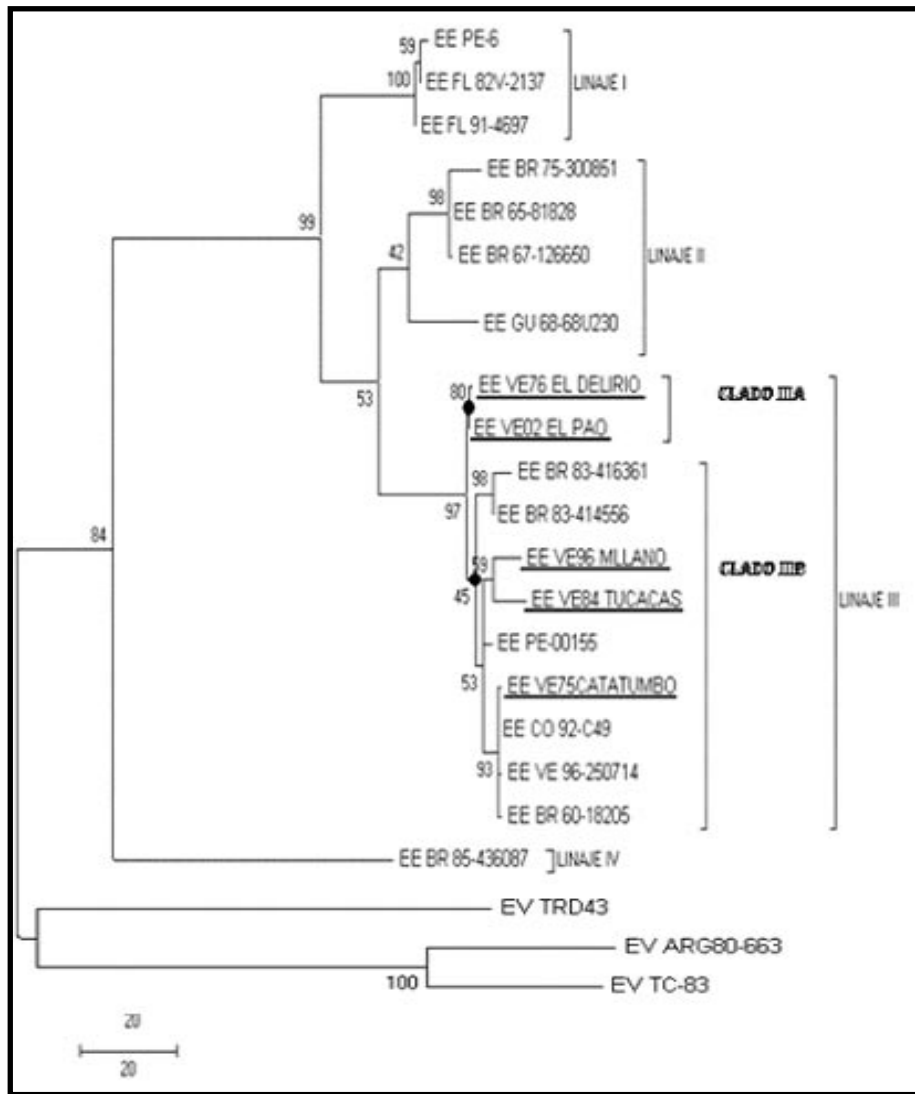 59
EE PE-6
100
EE FL 82V-2137
LINAJE I
EE FL 91-4697
EE BR 75-300851
98
EE BR 65-81828
99
42
EE BR 67-126650
LINAJE II
EE GU 68-68U230
53
80
EE VE76 EL DELIRIO
CLADO IIIA
EE VE02 EL PAO
98
EE BR 83-416361
97
EE BR 83-414556
84
59
EE VE96 MLLANO
CLADO IIIB
45
EE VE84 TUCACAS
LINAJE III
EE PE-00155
53
EE VE75CATATUMBO
EE CO 92-C49
93
EE VE 96-250714
EE BR 60-18205
EE BR 85-436087
LINAJE IV
EV TRD43
EV ARG80-663
100
EV TC-83
20
20